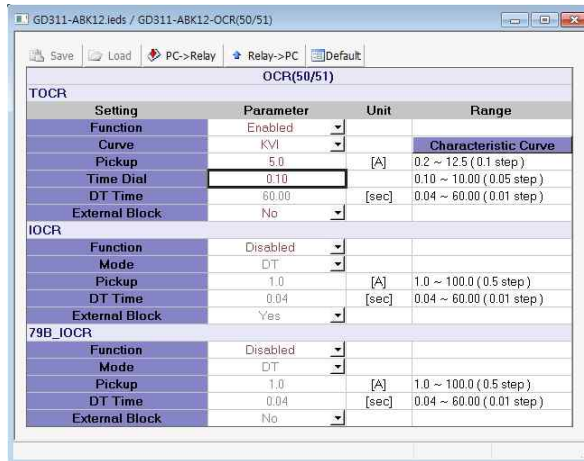 GD311-ABK12.ieds / GD311-ABK12-OCR(50/51)
Save Load PC->Relay Relay->PC Default
OCR(50/51)
TOCR
Setting Parameter Unit Range
Function Enabled
Curve KVI Characteristic Curve
Pickup 5.0 [A] 0.2 ~ 12.5 ( 0.1 step )
Time Dial 0.10 0.10 ~ 10.00 ( 0.05 step )
DT Time 60.00 [sec] 0.04 ~ 60.00 ( 0.01 step )
External Block No
IOCR
Function Disabled
Mode DT
Pickup 1.0 [A] 1.0 ~ 100.0 ( 0.5 step )
DT Time 0.04 [sec] 0.04 ~ 60.00 ( 0.01 step )
External Block Yes
79B_IOCR
Function Disabled
Mode DT
Pickup 1.0 [A] 1.0 ~ 100.0 ( 0.5 step )
DT Time 0.04 [sec] 0.04 ~ 60.00 ( 0.01 step )
External Block No